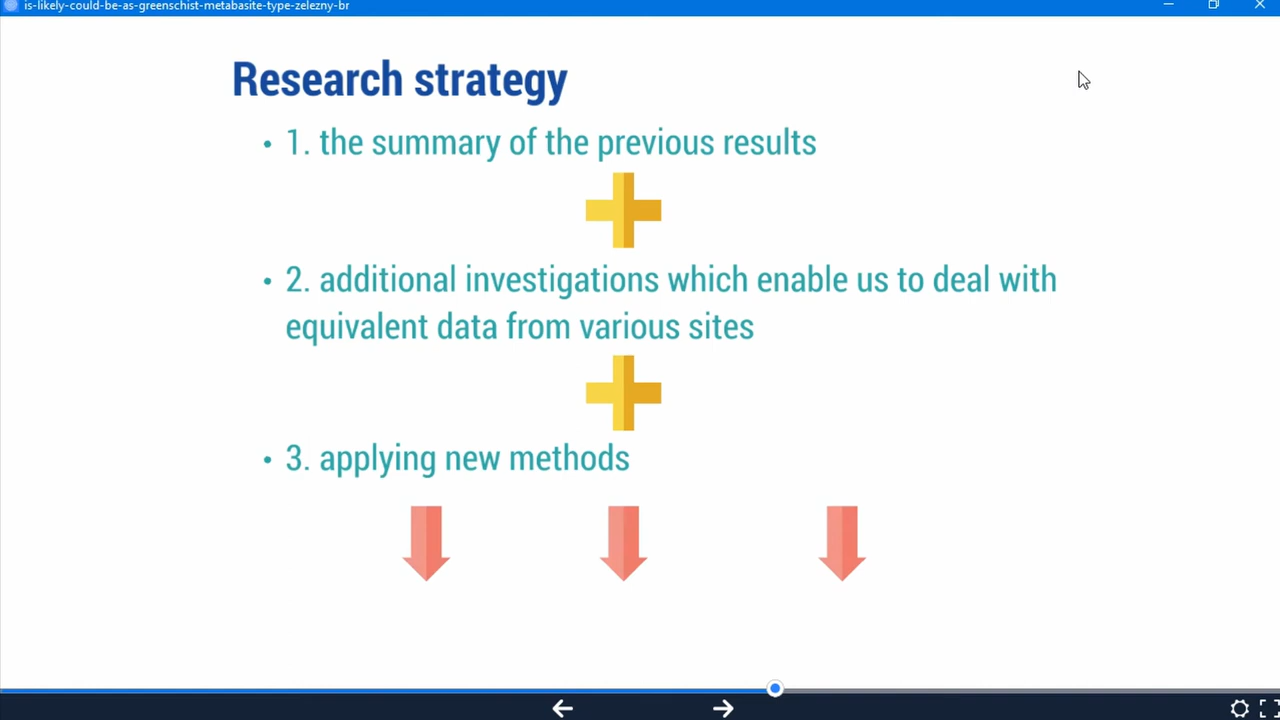 is-likely-could-be-as-greenschist-metabasite-type-zelezny-br
Research strategy
• 1. the summary of the previous results
• 2. additional investigations which enable us to deal with
equivalent data from various sites
• 3. applying new methods